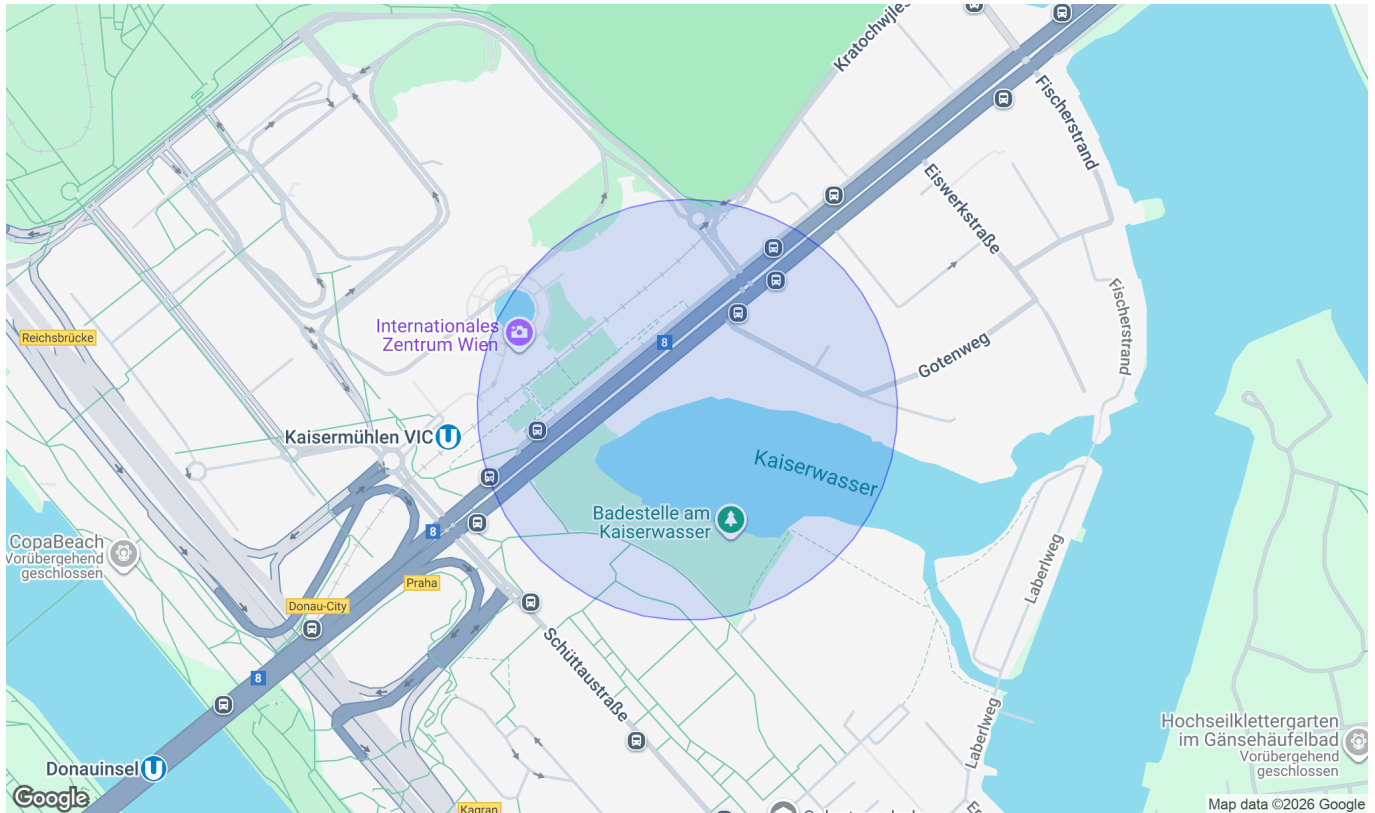 Kratochwjles
Fischerstrand
Eiswerkstraße
Reichsbrücke
Internationales
Zentrum Wien
8
Fischerstrand
Gotenweg
Kaisermühlen VIC
U
Kaiserwasser
Badestelle am
Kaiserwasser
8
CopaBeach
Vorübergehend
geschlossen
Praha
Donau-City
Laberlweg
Schüttaustraße
8
Laberlweg
Hochseilklettergarten
im Gänsehäufelbad
Vorübergehend
geschlossen
Donauinsel
U
Kagran
Google
Map data ©2026 Google